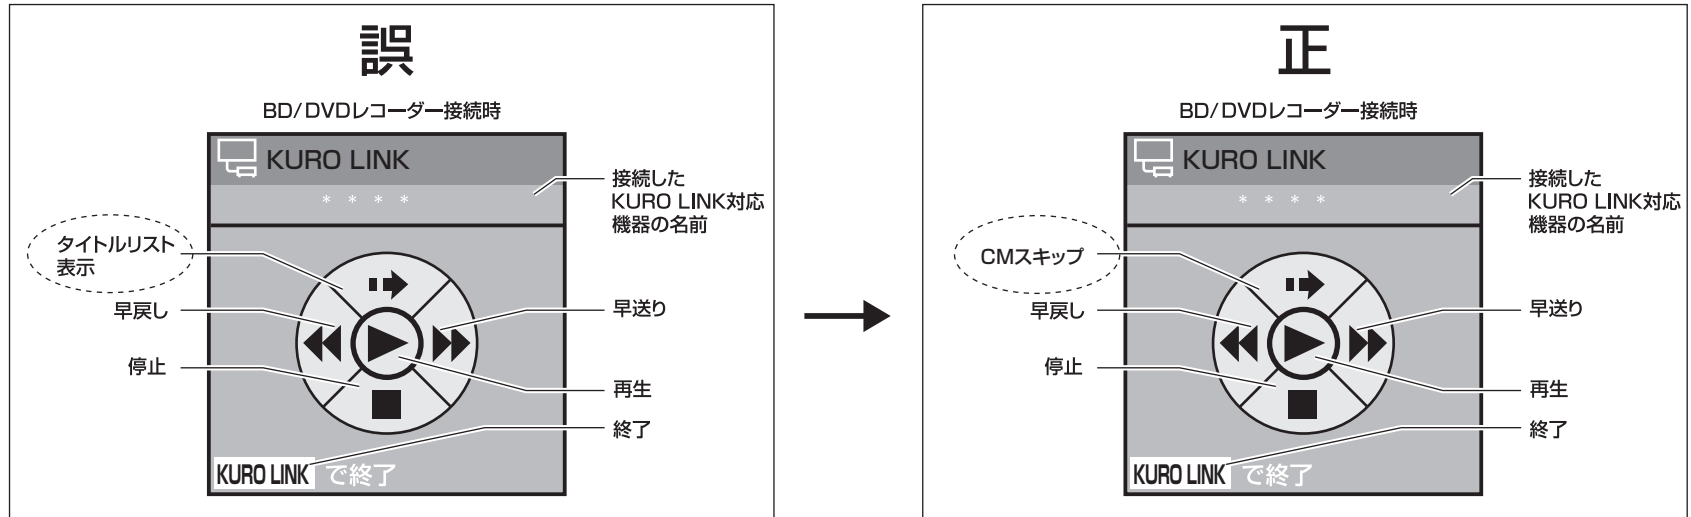 誤
BD/DVDレコーダー接続時
KURO LINK
＊ ＊ ＊ ＊
接続した
KURO LINK対応
機器の名前
タイトルリスト
表示
早戻し
早送り
停止
再生
終了
KURO LINK で終了
正
BD/DVDレコーダー接続時
KURO LINK
＊ ＊ ＊ ＊
接続した
KURO LINK対応
機器の名前
CMスキップ
早戻し
早送り
停止
再生
終了
KURO LINK で終了